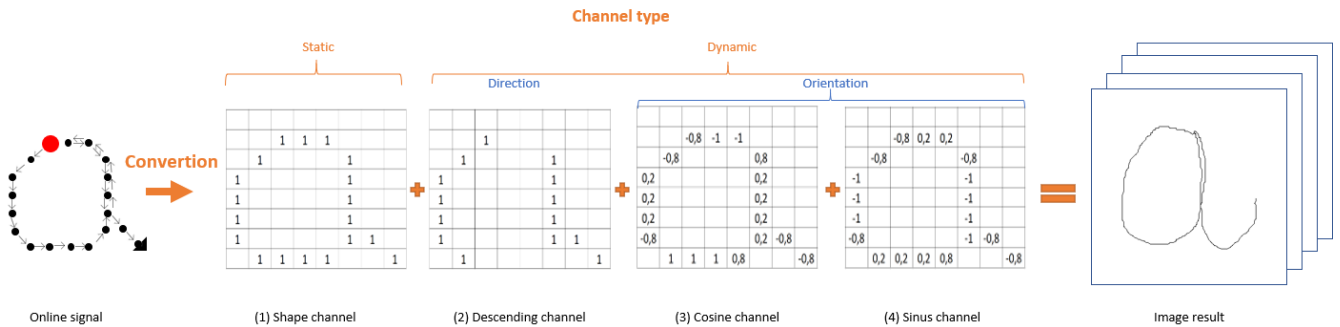 Channel type
Static Dynamic
Direction Orientation
Convertion
1 1 1
1 1
1 1
1 1
1 1
1 1 1
1 1 1 1 1
1
1 1
1 1
1 1
1 1
1 1 1
1 1
-0,8 -1 -1
-0,8 0,8
0,2 0,2
0,2 0,2
0,2 0,2
-0,8 0,2 -0,8
1 1 1 0,8 -0,8
-0,8 0,2 0,2
-0,8 -0,8
-1 -1
-1 -1
-1 -1
-0,8 -1 -0,8
0,2 0,2 0,2 0,8 -0,8
Online signal (1) Shape channel (2) Descending channel (3) Cosine channel (4) Sinus channel Image result